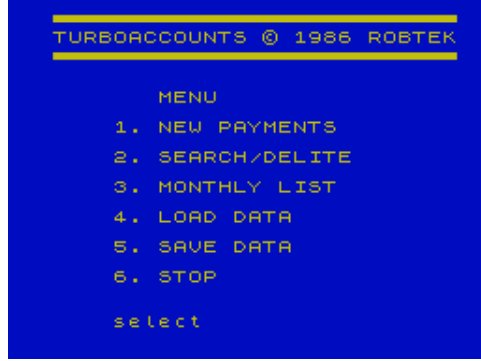 TURBOACCOUNTS © 1986 ROBTEK
MENU
1. NEW PAYMENTS
2. SEARCH/DELITE
3. MONTHLY LIST
4. LOAD DATA
5. SAVE DATA
6. STOP
select